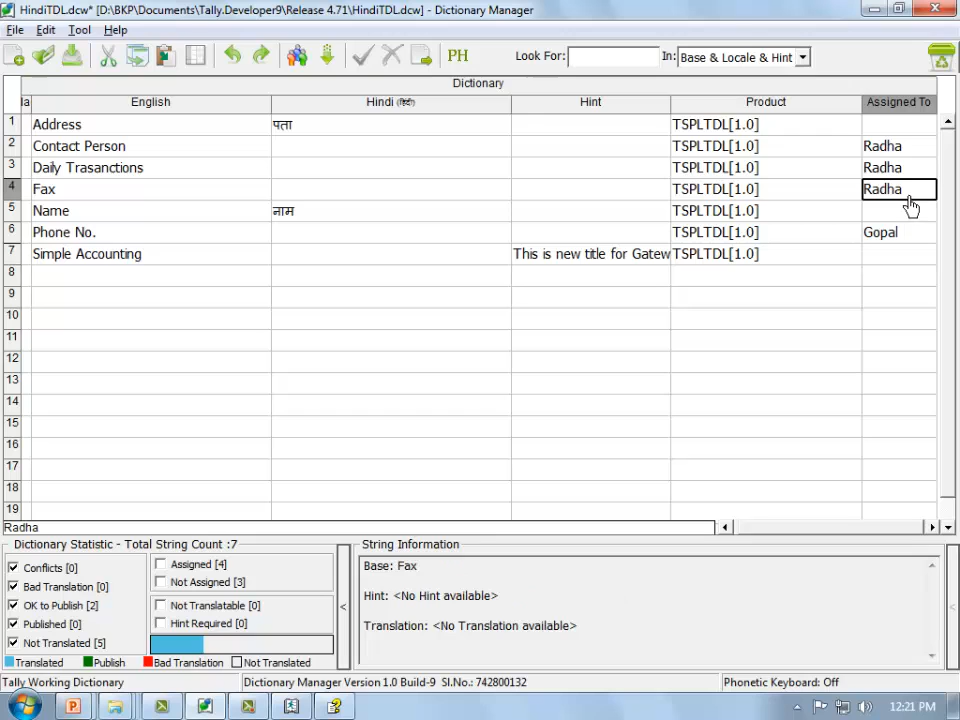 HindiTDL.dcw* [D:\BKP\Documents\Tally.Developer9\Release 4.71\HindiTDL.dcw] - Dictionary Manager
File Edit Tool Help
PH Look For: In: Base & Locale & Hint
Dictionary
English Hindi (हिंदी) Hint Product Assigned To
1 Address पता TSPLTDL[1.0]
2 Contact Person TSPLTDL[1.0] Radha
3 Daily Trasanctions TSPLTDL[1.0] Radha
4 Fax TSPLTDL[1.0] Radha
5 Name नाम TSPLTDL[1.0]
6 Phone No. TSPLTDL[1.0] Gopal
7 Simple Accounting This is new title for Gatew TSPLTDL[1.0]
8
9
10
11
12
13
14
15
16
17
18
19
Radha
Dictionary Statistic - Total String Count :7
Conflicts [0]
Bad Translation [0]
OK to Publish [2]
Published [0]
Not Translated [5]
Assigned [4]
Not Assigned [3]
Not Translatable [0]
Hint Required [0]
Translated Publish Bad Translation Not Translated
String Information
Base: Fax
Hint: <No Hint available>
Translation: <No Translation available>
Tally Working Dictionary Dictionary Manager Version 1.0 Build-9 Sl.No.: 742800132 Phonetic Keyboard: Off
12:21 PM